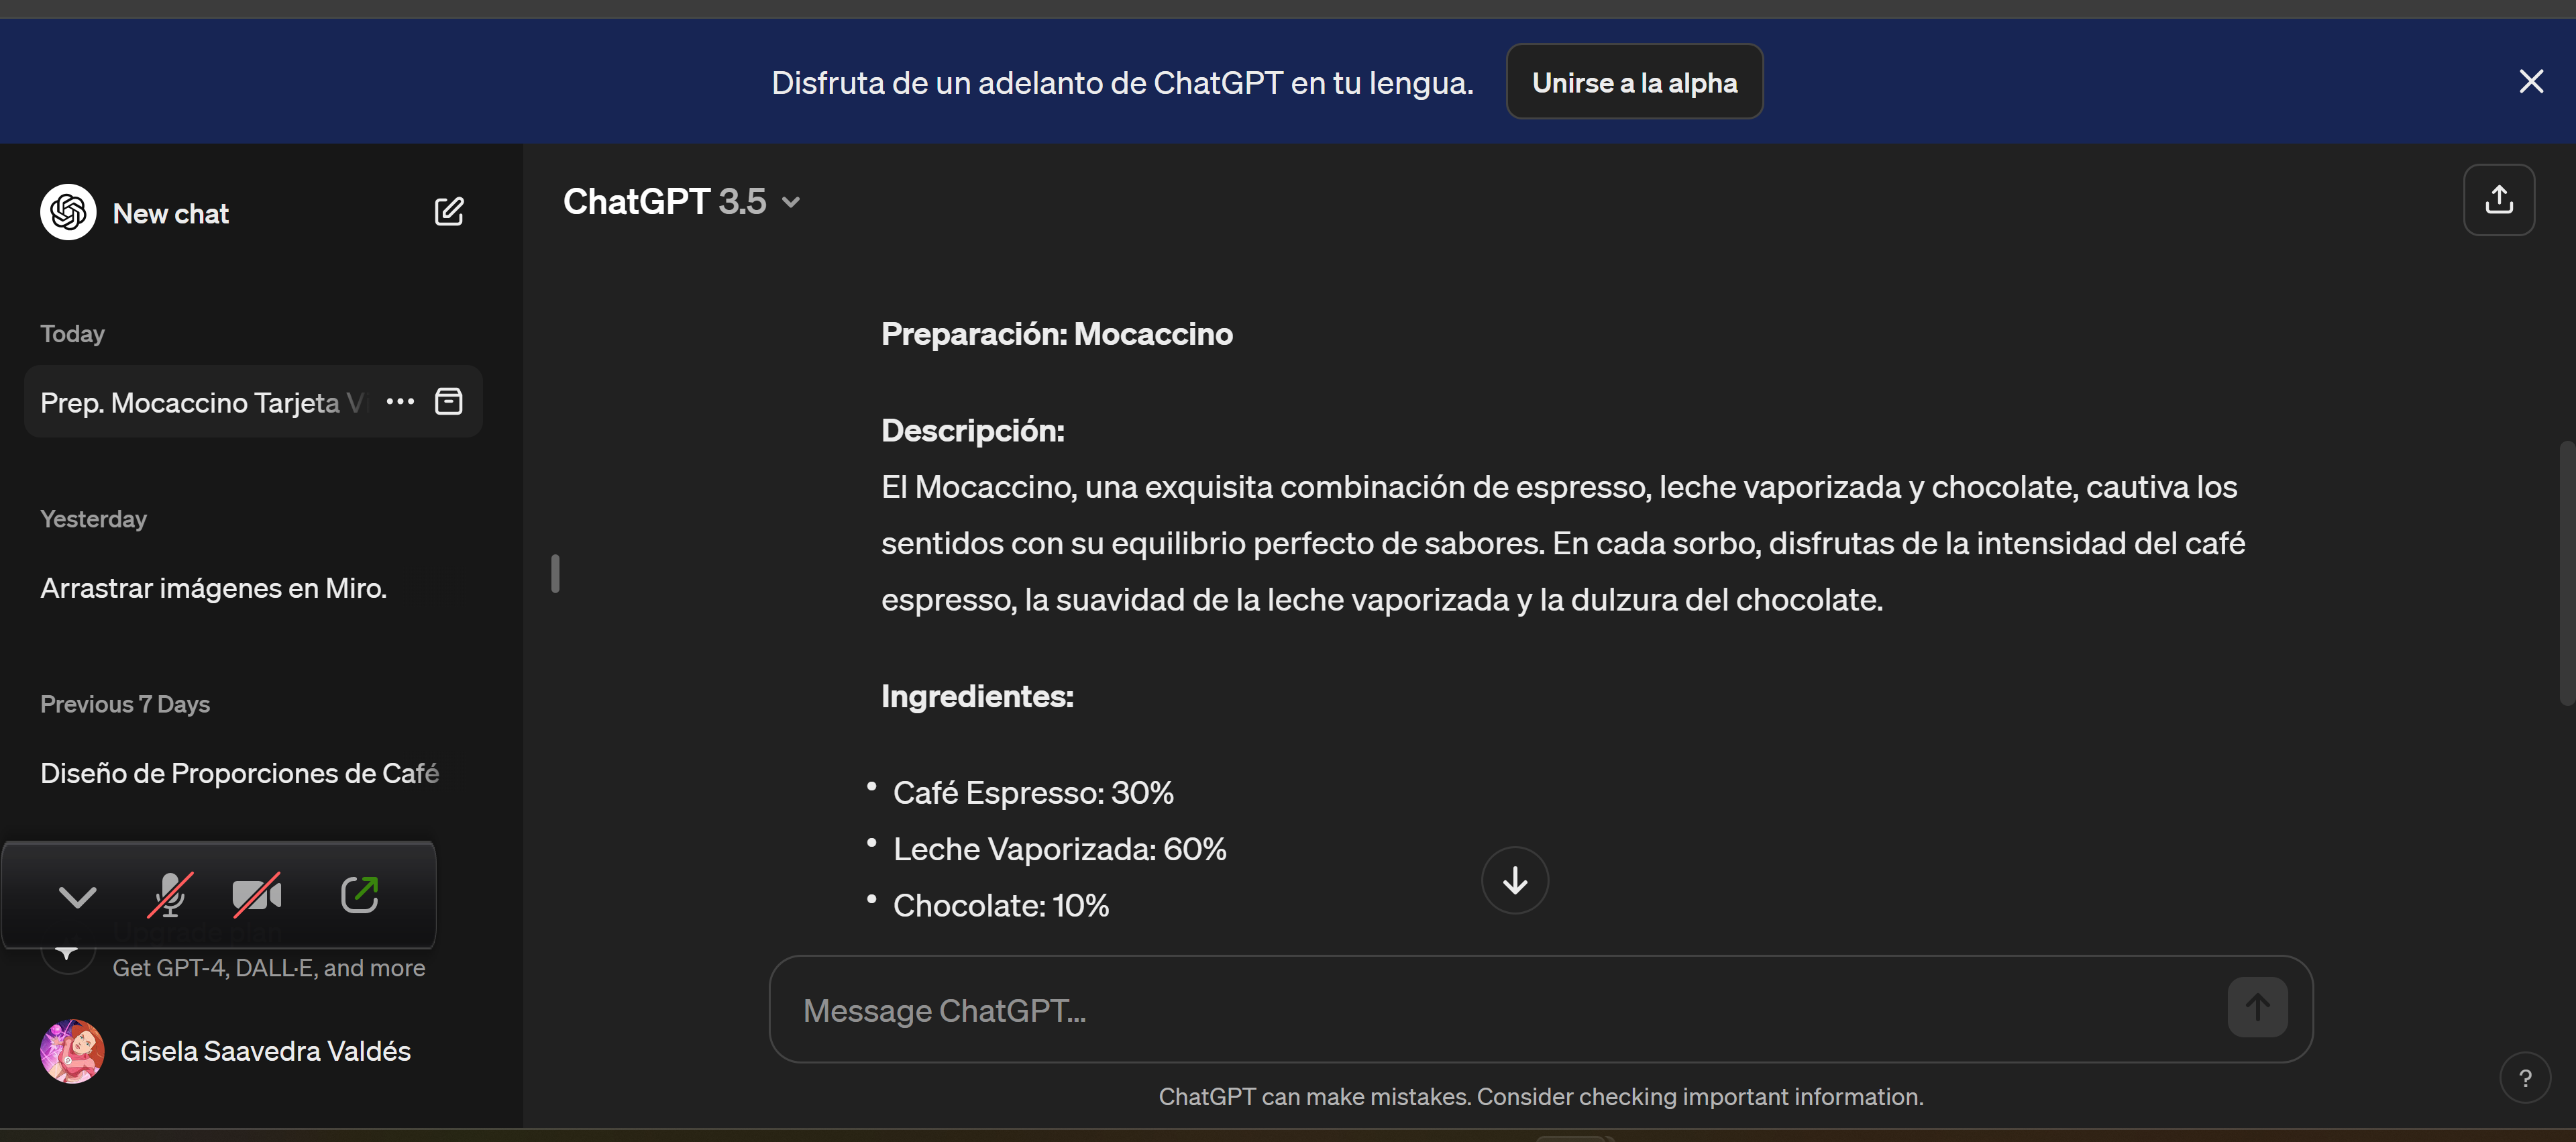 Disfruta de un adelanto de ChatGPT en tu lengua.
Unirse a la alpha
New chat
Today
Prep. Mocaccino Tarjeta
Yesterday
Arrastrar imágenes en Miro.
Previous 7 Days
Diseño de Proporciones de Café
Upgrade plan
Get GPT-4, DALL·E, and more
Gisela Saavedra Valdés
ChatGPT 3.5
Preparación: Mocaccino
Descripción:
El Mocaccino, una exquisita combinación de espresso, leche vaporizada y chocolate, cautiva los
sentidos con su equilibrio perfecto de sabores. En cada sorbo, disfrutas de la intensidad del café
espresso, la suavidad de la leche vaporizada y la dulzura del chocolate.
Ingredientes:
• Café Espresso: 30%
• Leche Vaporizada: 60%
• Chocolate: 10%
Message ChatGPT...
ChatGPT can make mistakes. Consider checking important information.
?